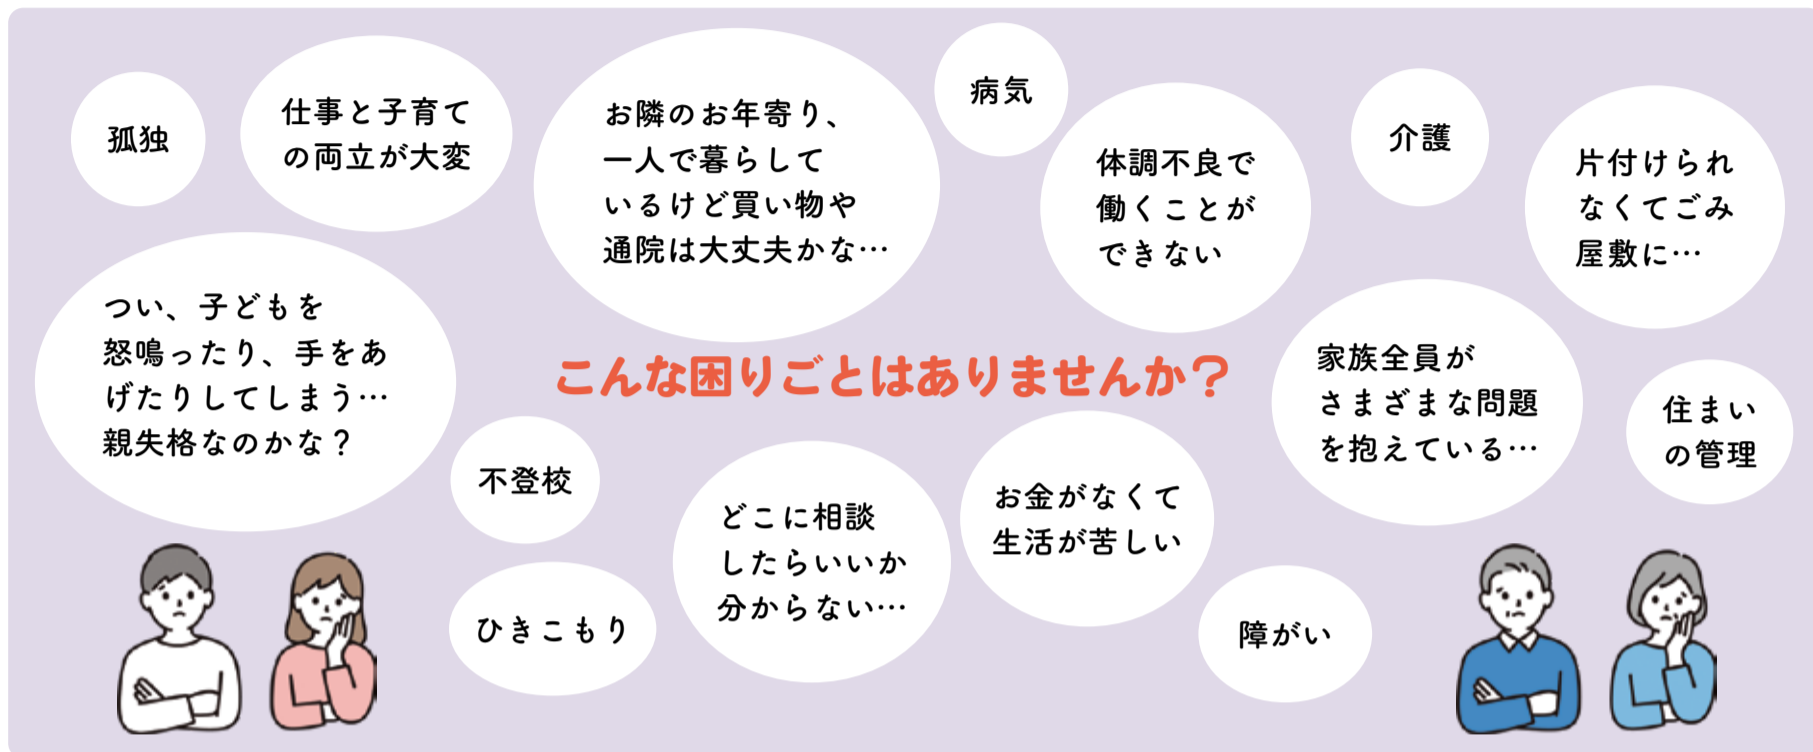 孤独
仕事と子育て
の両立が大変
お隣のお年寄り、
一人で暮らして
いるけど買い物や
通院は大丈夫かな…
病気
体調不良で
働くことが
できない
介護
片付けられ
なくてごみ
屋敷に…
つい、子どもを
怒鳴ったり、手をあ
げたりしてしまう…
親失格なのかな？
こんな困りごとはありませんか？
家族全員が
さまざまな問題
を抱えている…
住まい
の管理
不登校
どこに相談
したらいいか
分からない…
お金がなくて
生活が苦しい
ひきこもり
障がい